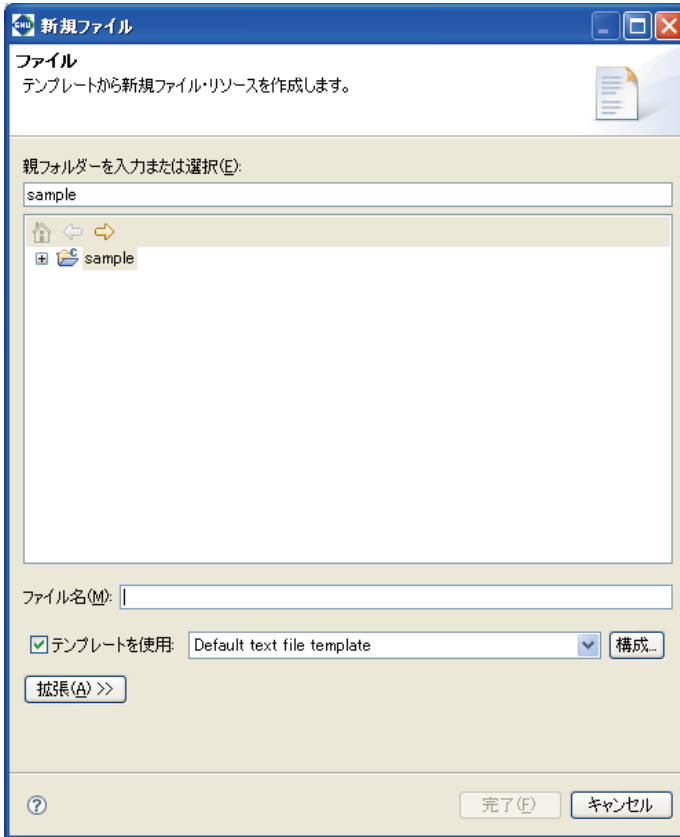 GNU 新規ファイル
ファイル
テンプレートから新規ファイル・リソースを作成します。
親フォルダーを入力または選択(E):
sample
C sample
ファイル名(M):
テンプレートを使用: Default text file template 構成...
拡張(A) >>
? 完了(F) キャンセル